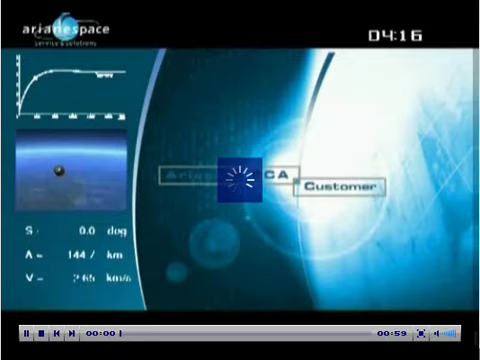 arianespace
service & solutions
04:16
CA
Customer
S : 0.0 deg
A = 144.7 km
V = 2.65 km/s
00:00
00:59